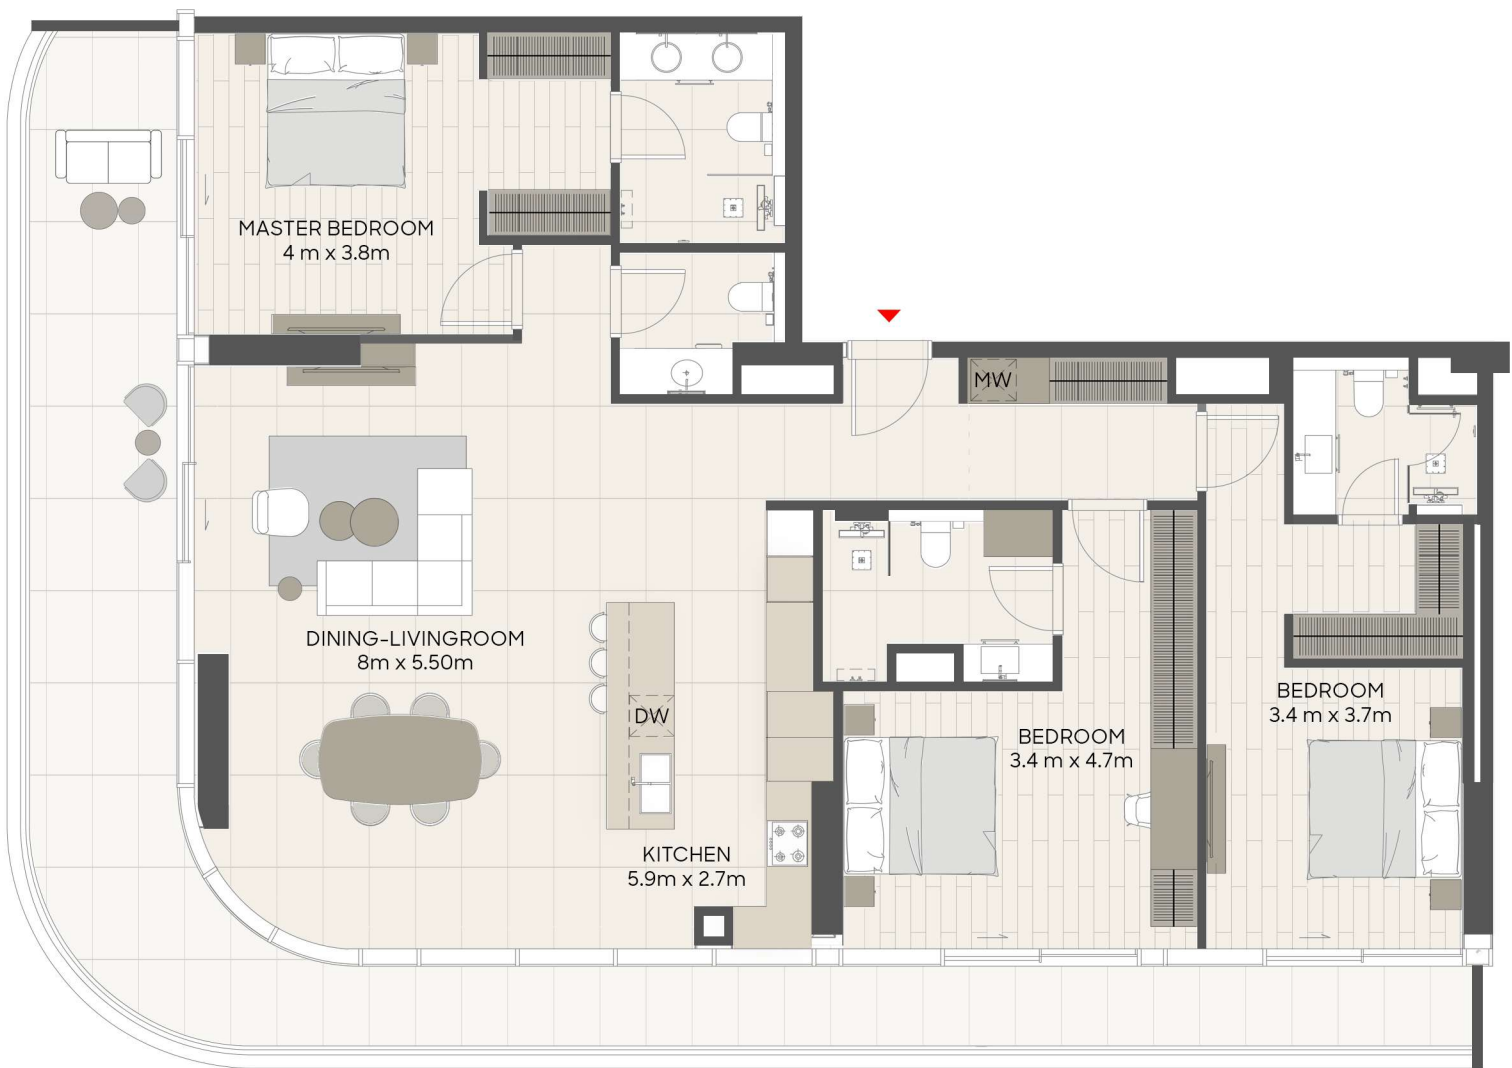 MASTER BEDROOM
4 m x 3.8m
MW
DINING-LIVINGROOM
8m x 5.50m
DW
BEDROOM
3.4 m x 3.7m
BEDROOM
3.4 m x 4.7m
KITCHEN
5.9m x 2.7m